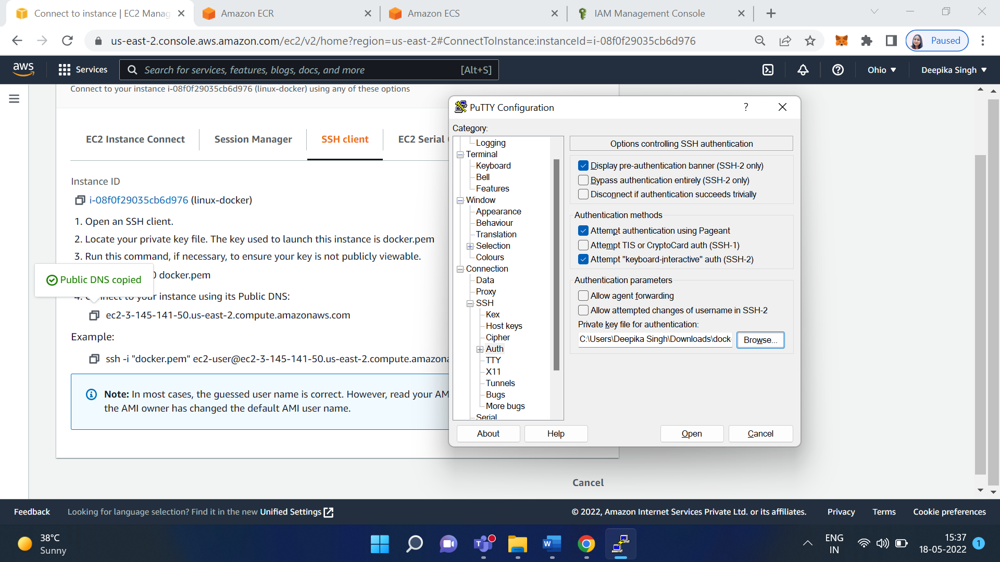 Connect to instance | EC2 Manag
Amazon ECR
Amazon ECS
IAM Management Console
us-east-2.console.aws.amazon.com/ec2/v2/home?region=us-east-2#ConnectToInstance:instanceId=i-08f0f29035cb6d976
Paused
aws
Services
Search for services, features, blogs, docs, and more
[Alt+S]
Ohio
Deepika Singh
Connect to your instance i-08f0f29035cb6d976 (linux-docker) using any of these options
EC2 Instance Connect
Session Manager
SSH client
EC2 Serial
Instance ID
i-08f0f29035cb6d976 (linux-docker)
1. Open an SSH client.
2. Locate your private key file. The key used to launch this instance is docker.pem
3. Run this command, if necessary, to ensure your key is not publicly viewable.
docker.pem
Public DNS copied
your instance using its Public DNS:
ec2-3-145-141-50.us-east-2.compute.amazonaws.com
Example:
ssh -i "docker.pem" ec2-user@ec2-3-145-141-50.us-east-2.compute.amazona
Note: In most cases, the guessed user name is correct. However, read your AM
the AMI owner has changed the default AMI user name.
Cancel
PuTTY Configuration
?
Category:
Logging
Terminal
Keyboard
Bell
Features
Window
Appearance
Behaviour
Translation
Selection
Colours
Connection
Data
Proxy
SSH
Kex
Host keys
Cipher
Auth
TTY
X11
Tunnels
Bugs
More bugs
Serial
Options controlling SSH authentication
Display pre-authentication banner (SSH-2 only)
Bypass authentication entirely (SSH-2 only)
Disconnect if authentication succeeds trivially
Authentication methods
Attempt authentication using Pageant
Attempt TIS or CryptoCard auth (SSH-1)
Attempt "keyboard-interactive" auth (SSH-2)
Authentication parameters
Allow agent forwarding
Allow attempted changes of username in SSH-2
Private key file for authentication:
C:\Users\Deepika Singh\Downloads\dock
Browse...
About
Help
Open
Cancel
Feedback
Looking for language selection? Find it in the new Unified Settings
© 2022, Amazon Internet Services Private Ltd. or its affiliates.
Privacy
Terms
Cookie preferences
38°C
Sunny
ENG
IN
15:37
18-05-2022
1